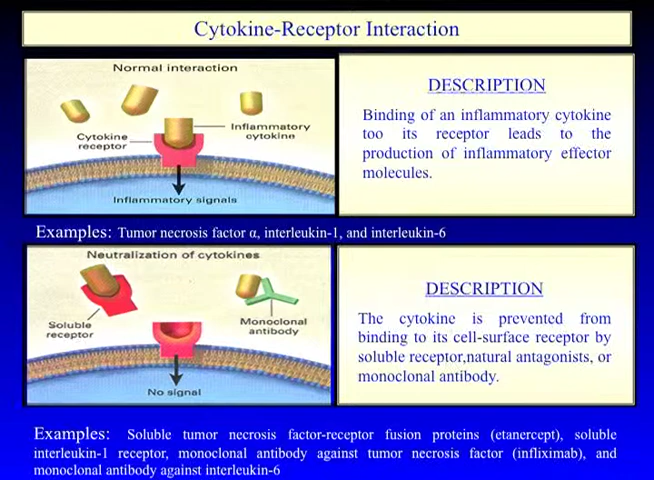 Cytokine-Receptor Interaction
Normal interaction
Cytokine
receptor
Inflammatory
cytokine
Inflammatory signals
DESCRIPTION
Binding of an inflammatory cytokine
too its receptor leads to the
production of inflammatory effector
molecules.
Examples: Tumor necrosis factor α, interleukin-1, and interleukin-6
Neutralization of cytokines
Soluble
receptor
Monoclonal
antibody
No signal
DESCRIPTION
The cytokine is prevented from
binding to its cell-surface receptor by
soluble receptor,natural antagonists, or
monoclonal antibody.
Examples: Soluble tumor necrosis factor-receptor fusion proteins (etanercept), soluble
interleukin-1 receptor, monoclonal antibody against tumor necrosis factor (infliximab), and
monoclonal antibody against interleukin-6